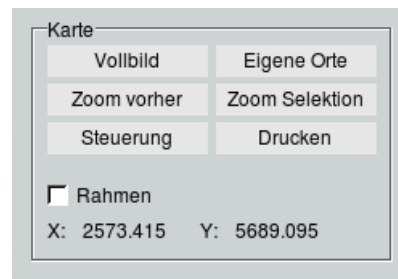 Karte
Vollbild Eigene Orte
Zoom vorher Zoom Selektion
Steuerung Drucken
Rahmen
X: 2573.415 Y: 5689.095